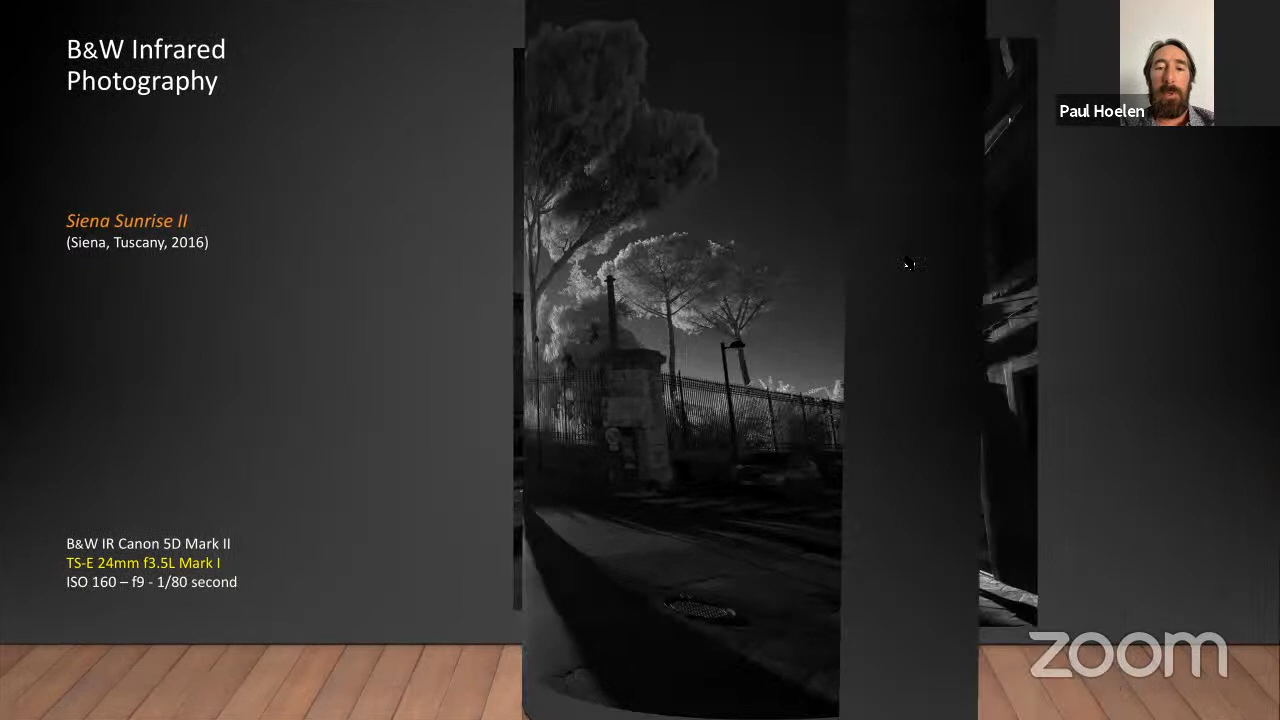 B&W Infrared
Photography
Paul Hoelen
Siena Sunrise II
(Siena, Tuscany, 2016)
B&W IR Canon 5D Mark II
TS-E 24mm f3.5L Mark I
ISO 160 – f9 - 1/80 second
zoom